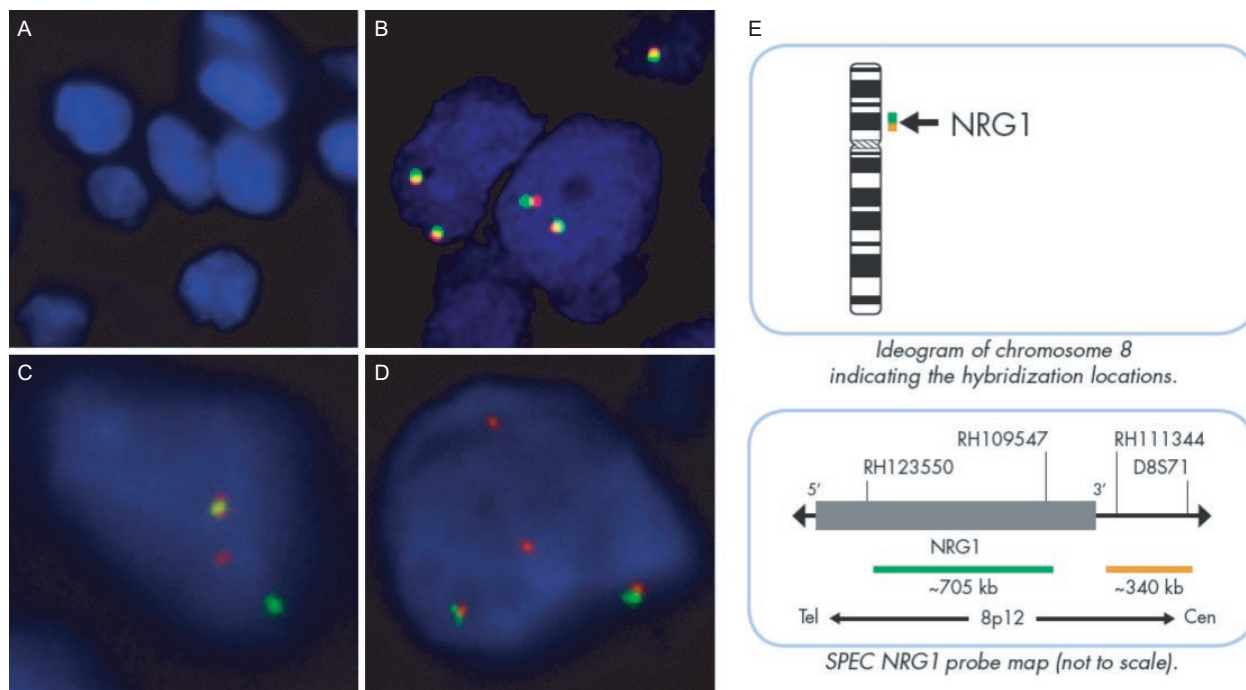 A
B
C
D
E
NRG1
Ideogram of chromosome 8
indicating the hybridization locations.
RH109547
RH111344
RH123550
D8S71
5’
3’
NRG1
~705 kb
~340 kb
Tel
8p12
Cen
SPEC NRG1 probe map (not to scale).